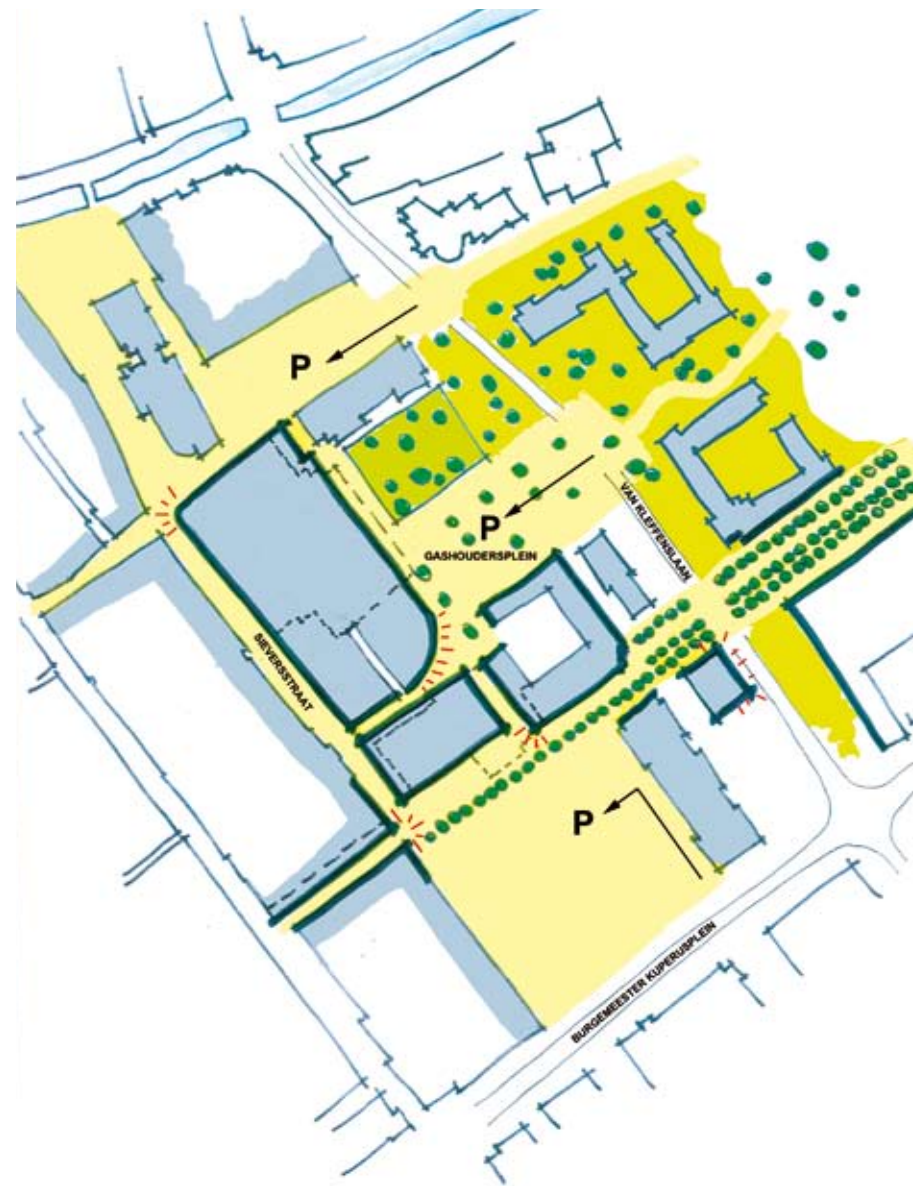 P
P
GASHOUDERSPLEIN
VAN KLEFFENSLAAN
SIEVERSSTRAAT
P
BURGEMEESTER KUPERUSPLEIN